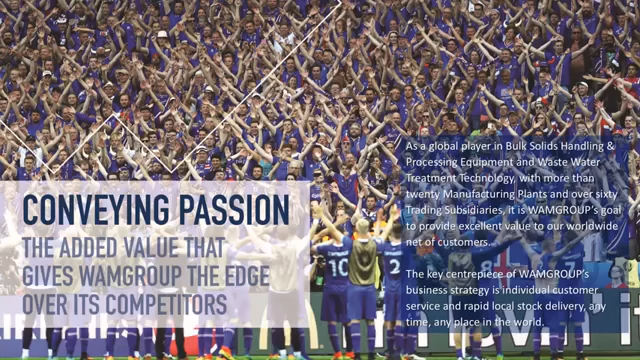 CONVEYING PASSION
THE ADDED VALUE THAT
GIVES WAMGROUP THE EDGE
OVER ITS COMPETITORS
As a global player in Bulk Solids Handling &
Processing Equipment and Waste Water
Treatment Technology, with more than
twenty Manufacturing Plants and over sixty
Trading Subsidiaries, it is WAMGROUP's goal
to provide excellent value to our worldwide
net of customers.
The key centrepiece of WAMGROUP's
business strategy is individual customer
service and rapid local stock delivery, any
time, any place in the world.
10
2